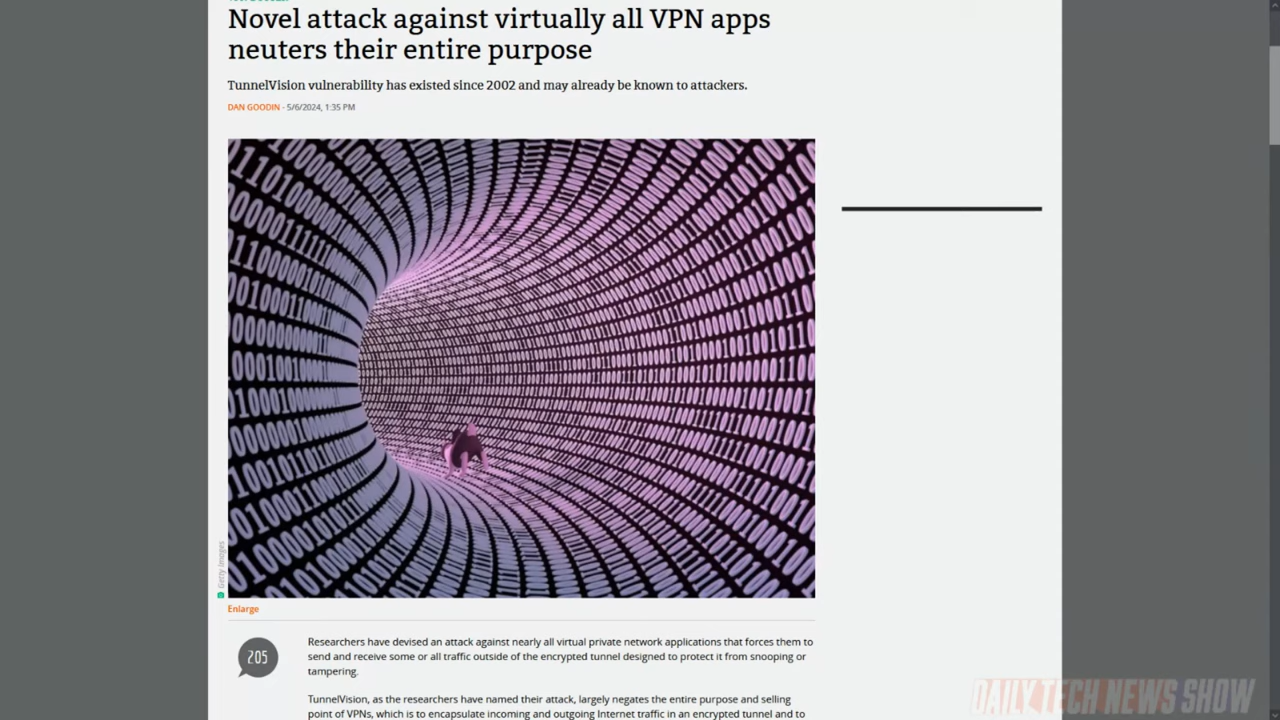 Novel attack against virtually all VPN apps
neuters their entire purpose
TunnelVision vulnerability has existed since 2002 and may already be known to attackers.
DAN GOODIN - 5/6/2024, 1:35 PM
Getty Images
Enlarge
205
Researchers have devised an attack against nearly all virtual private network applications that forces them to
send and receive some or all traffic outside of the encrypted tunnel designed to protect it from snooping or
tampering.
TunnelVision, as the researchers have named their attack, largely negates the entire purpose and selling
point of VPNs, which is to encapsulate incoming and outgoing Internet traffic in an encrypted tunnel and to
DAILY TECH NEWS SHOW